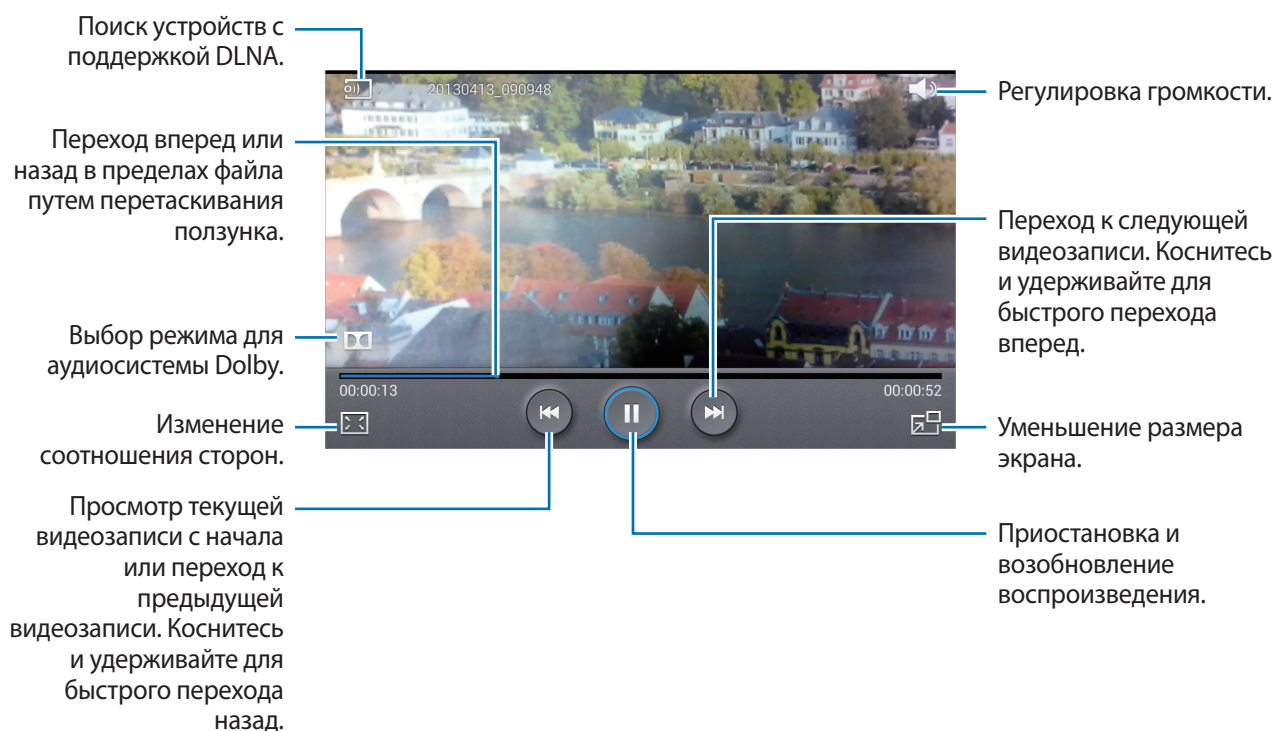 Поиск устройств с
поддержкой DLNA.
Переход вперед или
назад в пределах файла
путем перетаскивания
ползунка.
Выбор режима для
аудиосистемы Dolby.
Изменение
соотношения сторон.
Просмотр текущей
видеозаписи с начала
или переход к
предыдущей
видеозаписи. Коснитесь
и удерживайте для
быстрого перехода
назад.
20130413_090948
00:00:13
00:00:52
Регулировка громкости.
Переход к следующей
видеозаписи. Коснитесь
и удерживайте для
быстрого перехода
вперед.
Уменьшение размера
экрана.
Приостановка и
возобновление
воспроизведения.